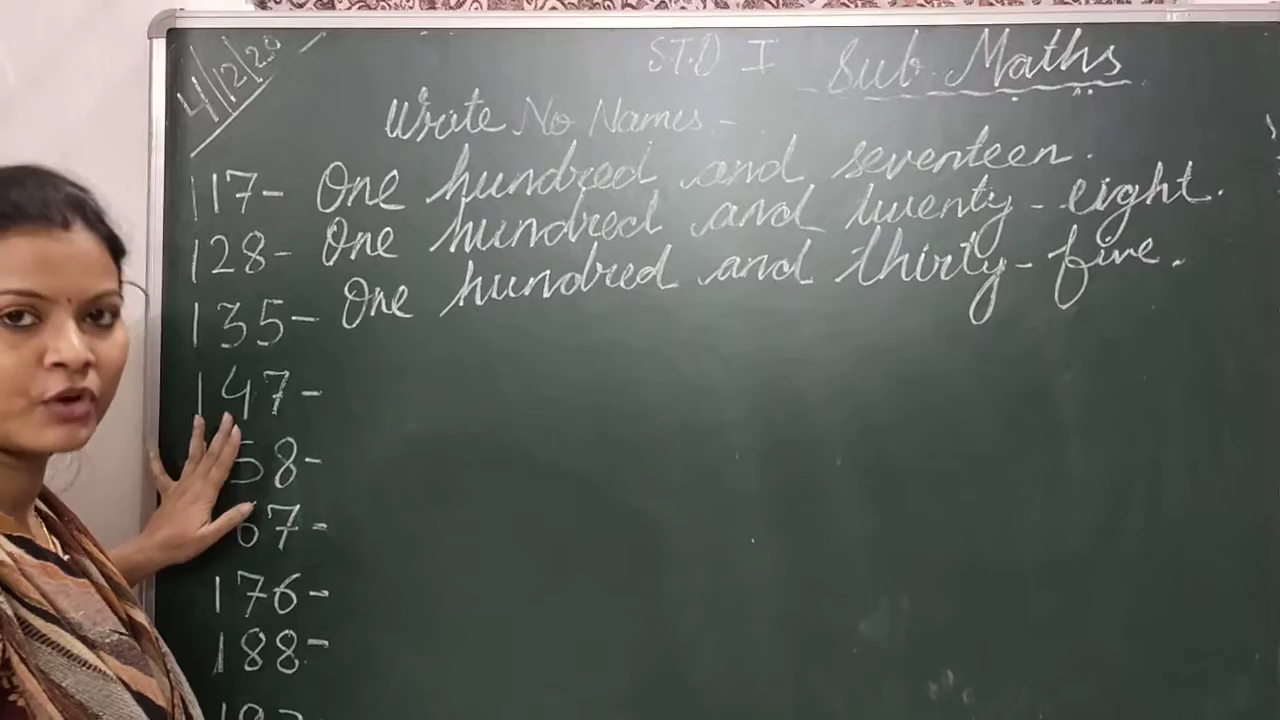 4/12/20
STD I Sub. Maths
Write No Names -
117- One hundred and seventeen.
128- One hundred and twenty-eight.
135- One hundred and thirty-five.
147-
58-
67-
176-
188-